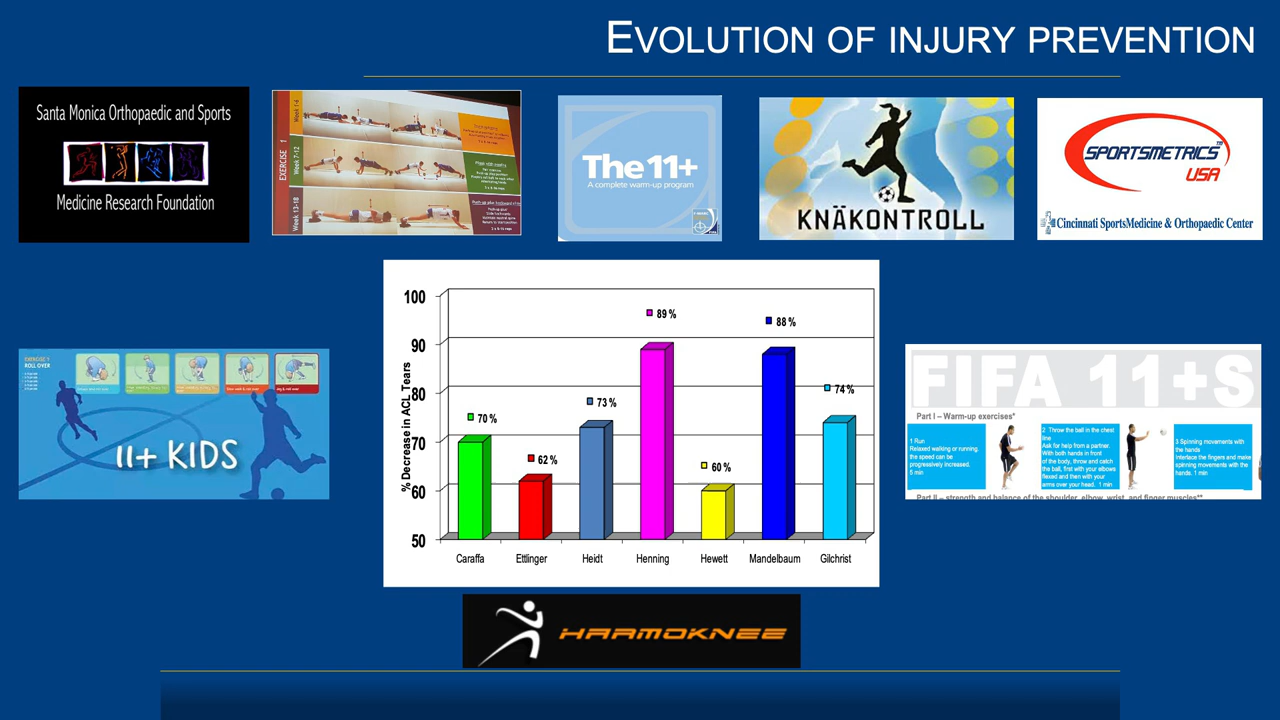 EVOLUTION OF INJURY PREVENTION
Santa Monica Orthopaedic and Sports
Medicine Research Foundation
EXERCISE 1
Week 7-12
Week 13-18
The 11+
A complete warm-up program
KNÄKONTROLL
SPORTSMETRICS™
USA
Cincinnati SportsMedicine & Orthopaedic Center
EXERCISE 1
ROLL OVER
11+ KIDS
% Decrease in ACL Tears
100
90
80
70
60
50
70 %
62 %
73 %
89 %
60 %
88 %
74 %
Caraffa
Ettlinger
Heidt
Henning
Hewett
Mandelbaum
Gilchrist
FIFA 11+S
Part I – Warm-up exercises*
1 Run
Relaxed walking or running,
the speed can be
progressively increased.
5 min
2 Throw the ball in the chest
line
Ask for help from a partner.
With both hands in front
of the body, throw and catch
the ball, first with your elbows
flexed and then with your
arms over your head. 1 min
3 Spinning movements with
the hands
Interlace the fingers and make
spinning movements with the
hands. 1 min
Part II – strength and balance of the shoulder, elbow, wrist, and finger muscles**
HARMOKNEE